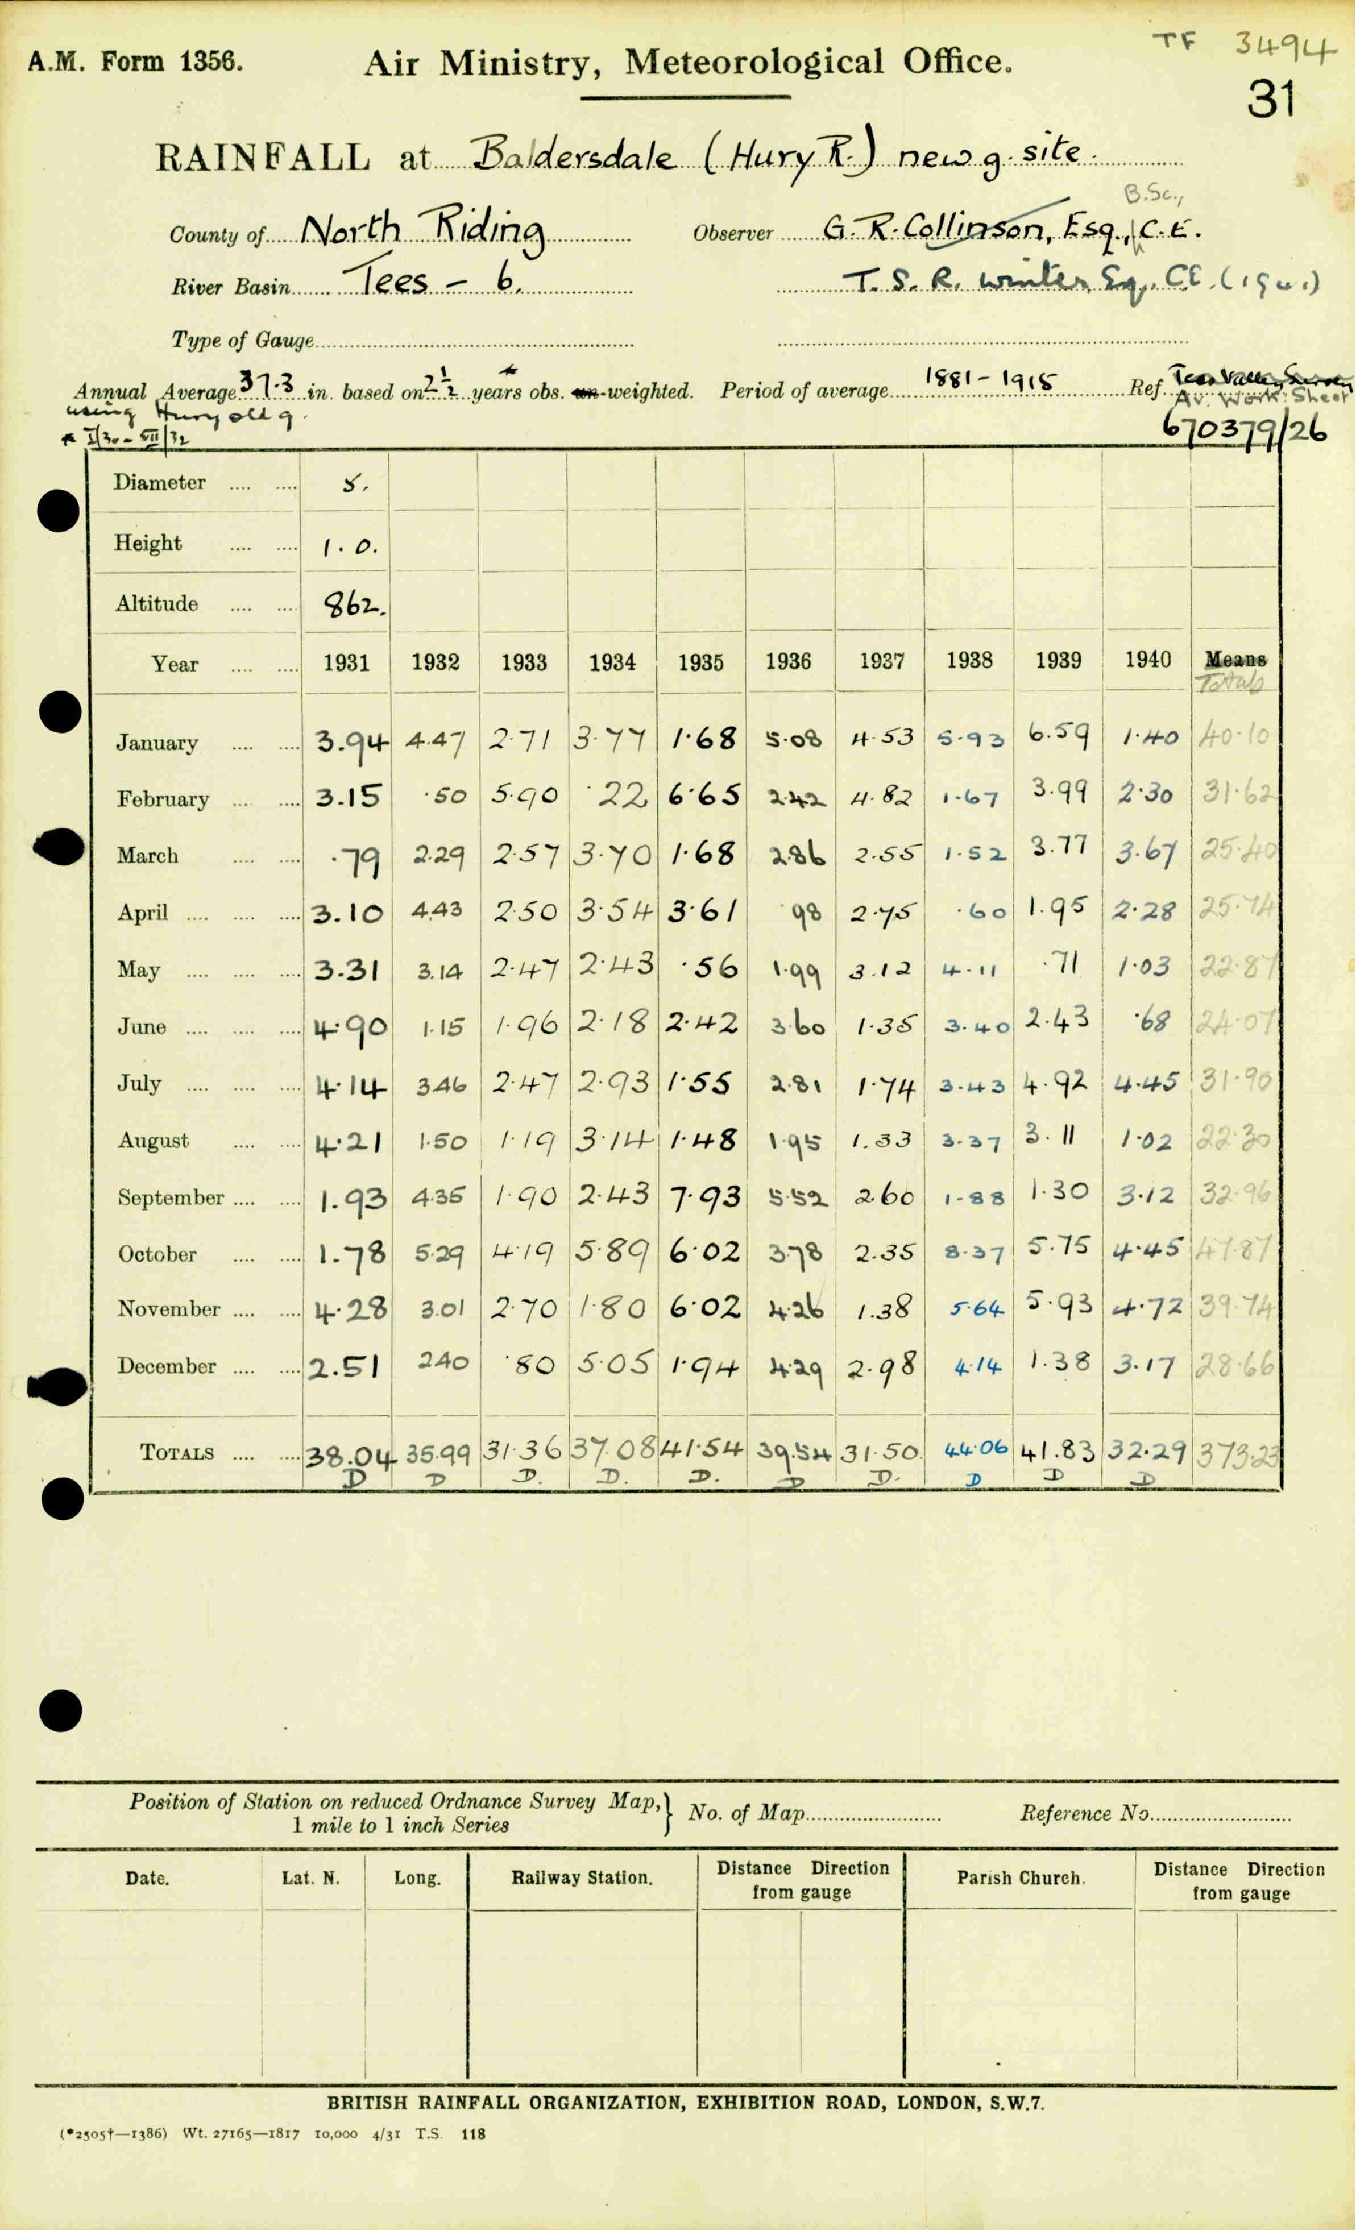 TF 3494
A.M. Form 1356. Air Ministry, Meteorological Office.
31
RAINFALL at Baldersdale (Hury R.) new g. site.
B.Sc.,
County of North Riding Observer G. R. Collinson, Esq., C.E.
River Basin Tees - 6. T. S. R. Winter Esq., C.E. (1941)
Type of Gauge
Annual Average 37.3 in. based on 2 1/2 years* obs. un-weighted. Period of average 1881-1915 Ref. Tees Valley Survey
using Hury old g. Av. Work: Sheet
* I/30 - VII/32 670379/26
Diameter 5.
Height 1.0.
Altitude 862.
Year 1931 1932 1933 1934 1935 1936 1937 1938 1939 1940 Means
Totals
January 3.94 4.47 2.71 3.77 1.68 5.08 4.53 5.93 6.59 1.40 40.10
February 3.15 .50 5.90 .22 6.65 2.42 4.82 1.67 3.99 2.30 31.62
March .79 2.29 2.57 3.70 1.68 2.86 2.55 1.52 3.77 3.67 25.40
April 3.10 4.43 2.50 3.54 3.61 .98 2.75 .60 1.95 2.28 25.74
May 3.31 3.14 2.47 2.43 .56 1.99 3.12 4.11 .71 1.03 22.87
June 4.90 1.15 1.96 2.18 2.42 3.60 1.35 3.40 2.43 .68 24.07
July 4.14 3.46 2.47 2.93 1.55 2.81 1.74 3.43 4.92 4.45 31.90
August 4.21 1.50 1.19 3.14 1.48 1.95 1.33 3.37 3.11 1.02 22.30
September 1.93 4.35 1.90 2.43 7.93 5.52 2.60 1.88 1.30 3.12 32.96
October 1.78 5.29 4.19 5.89 6.02 3.78 2.35 8.37 5.75 4.45 47.87
November 4.28 3.01 2.70 1.80 6.02 4.26 1.38 5.64 5.93 4.72 39.74
December 2.51 2.40 .80 5.05 1.94 4.29 2.98 4.14 1.38 3.17 28.66
TOTALS 38.04 35.99 31.36 37.08 41.54 39.54 31.50 44.06 41.83 32.29 373.23
D D D. D. D. D D. D D D
Position of Station on reduced Ordnance Survey Map, } No. of Map Reference No.
1 mile to 1 inch Series
Date. Lat. N. Long. Railway Station. Distance Direction from gauge Parish Church. Distance Direction from gauge
BRITISH RAINFALL ORGANIZATION, EXHIBITION ROAD, LONDON, S.W.7.
(*2505†—1386) Wt. 27165—1817 10,000 4/31 T.S. 118